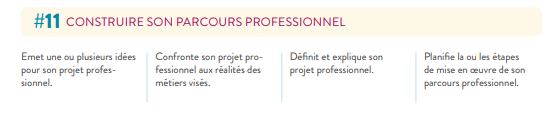 #11 CONSTRUIRE SON PARCOURS PROFESSIONNEL
Emet une ou plusieurs idées
pour son projet profes-
sionnel.
Confronte son projet pro-
fessionnel aux réalités des
métiers visés.
Définit et explique son
projet professionnel.
Planifie la ou les étapes
de mise en œuvre de son
parcours professionnel.